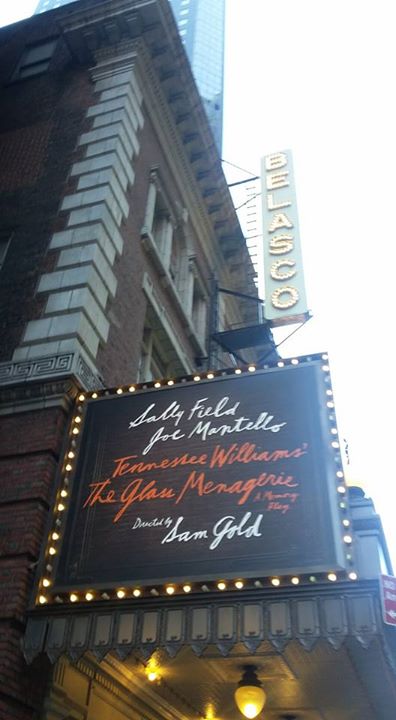 BELASCO
Sally Field
Joe Mantello
Tennessee Williams'
The Glass Menagerie
A Memory
Play
Directed by Sam Gold